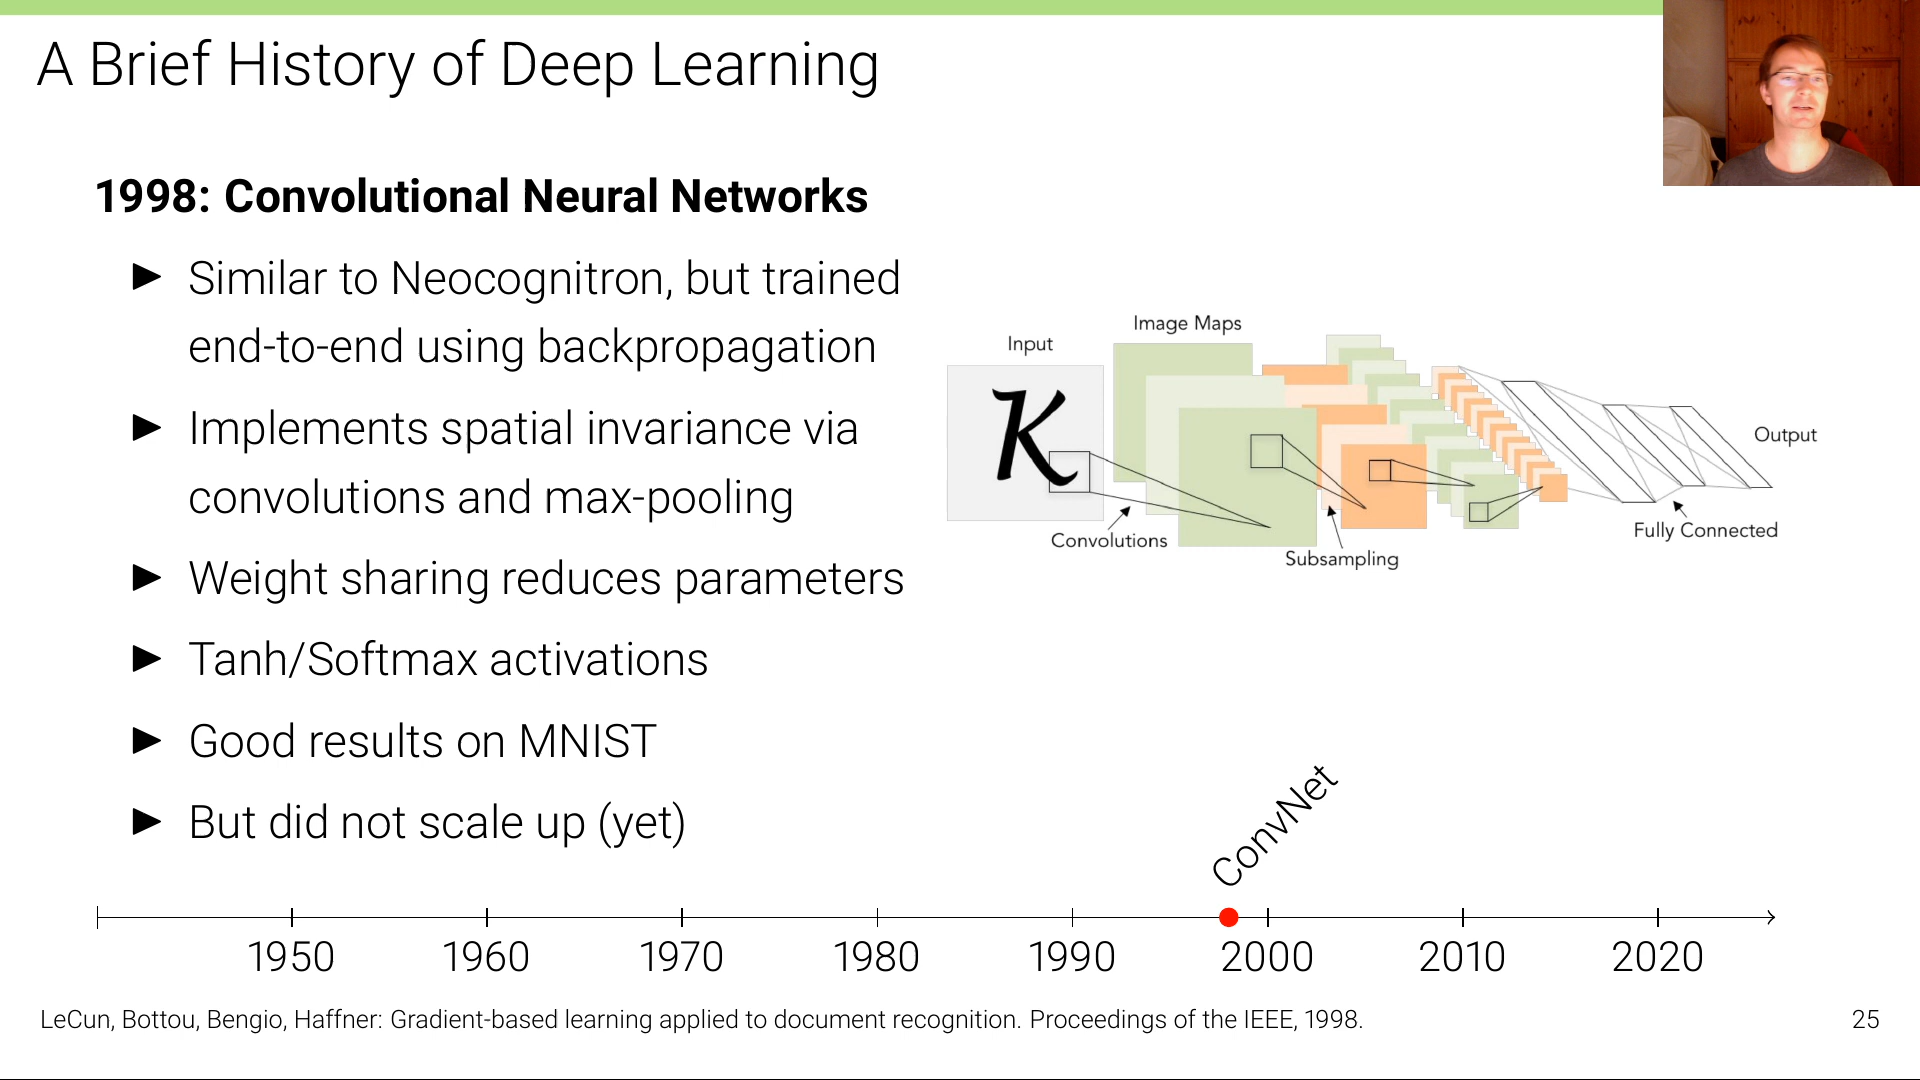 A Brief History of Deep Learning
1998: Convolutional Neural Networks
► Similar to Neocognitron, but trained
end-to-end using backpropagation
► Implements spatial invariance via
convolutions and max-pooling
► Weight sharing reduces parameters
► Tanh/Softmax activations
► Good results on MNIST
► But did not scale up (yet)
Image Maps
Input
K
Output
Convolutions
Subsampling
Fully Connected
ConvNet
1950 1960 1970 1980 1990 2000 2010 2020
LeCun, Bottou, Bengio, Haffner: Gradient-based learning applied to document recognition. Proceedings of the IEEE, 1998.
25